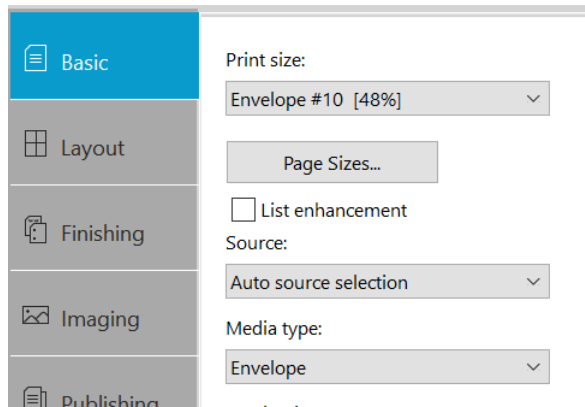 Basic
Layout
Finishing
Imaging
Publishing
Print size:
Envelope #10 [48%]
Page Sizes...
List enhancement
Source:
Auto source selection
Media type:
Envelope